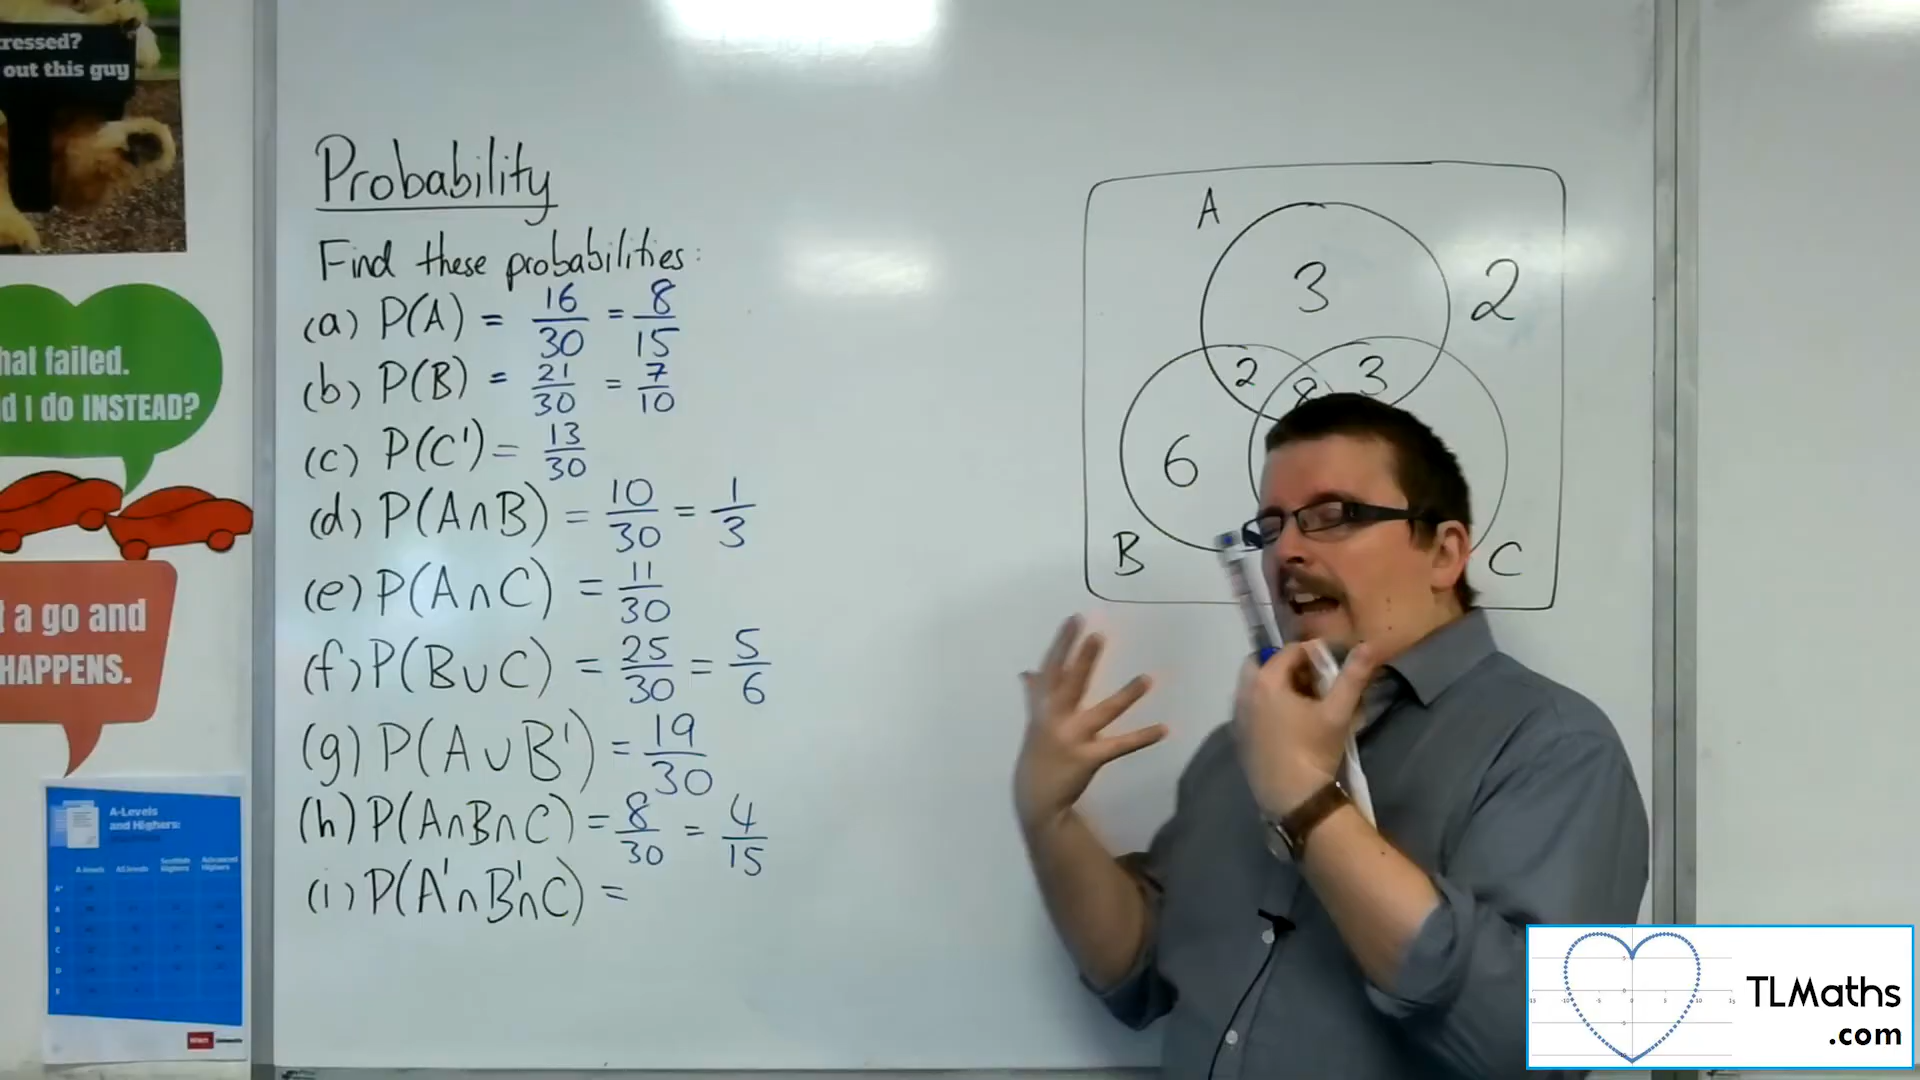 ressed?
out this guy
hat failed.
d I do INSTEAD?
t a go and
HAPPENS.
A-Levels
and Highers:
Probability
Find these probabilities:
(a) P(A) = 16/30 = 8/15
(b) P(B) = 21/30 = 7/10
(c) P(C') = 13/30
(d) P(A∩B) = 10/30 = 1/3
(e) P(A∩C) = 11/30
(f) P(B∪C) = 25/30 = 5/6
(g) P(A∪B') = 19/30
(h) P(A∩B∩C) = 8/30 = 4/15
(i) P(A'∩B'∩C) =
A
3 2
2 8 3
6
B C
TLMaths
.com